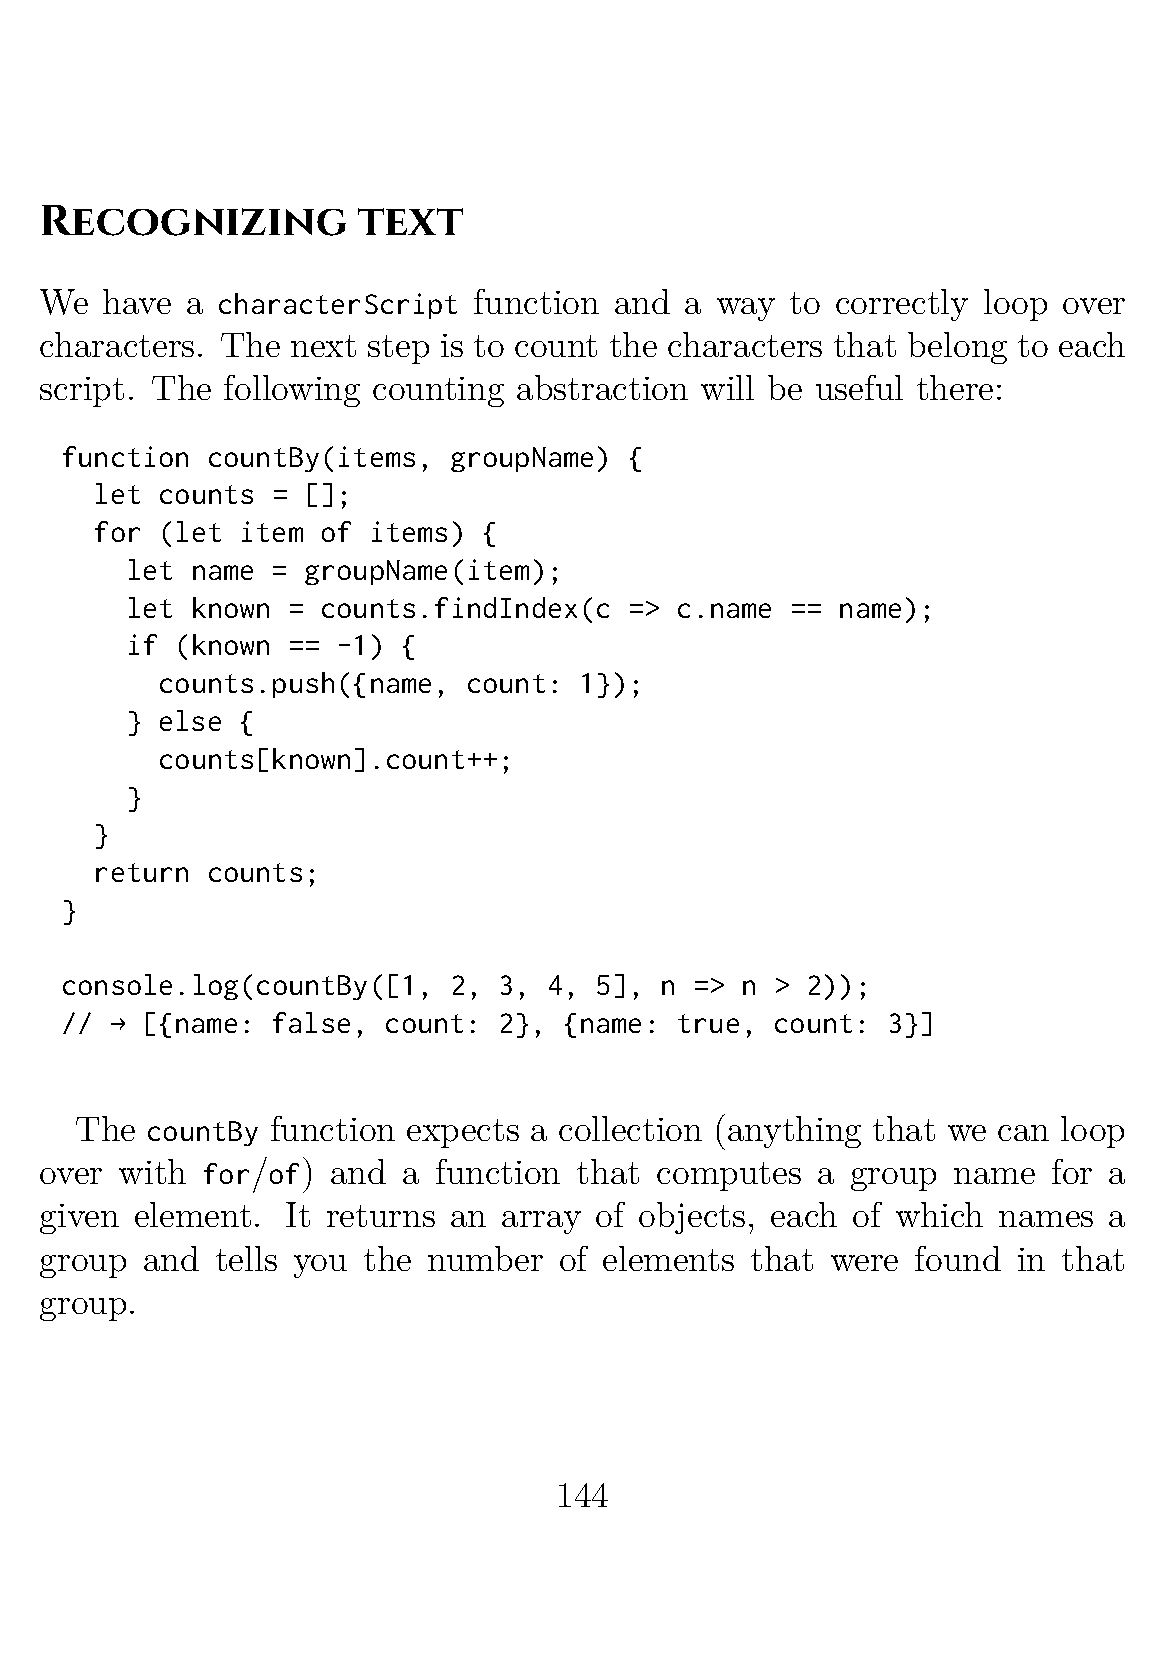 Recognizing text
We have a characterScript function and a way to correctly loop over
characters. The next step is to count the characters that belong to each
script. The following counting abstraction will be useful there:
function countBy(items, groupName) {
  let counts = [];
  for (let item of items) {
    let name = groupName(item);
    let known = counts.findIndex(c => c.name == name);
    if (known == -1) {
      counts.push({name, count: 1});
    } else {
      counts[known].count++;
    }
  }
  return counts;
}
console.log(countBy([1, 2, 3, 4, 5], n => n > 2));
// → [{name: false, count: 2}, {name: true, count: 3}]
The countBy function expects a collection (anything that we can loop
over with for/of) and a function that computes a group name for a
given element. It returns an array of objects, each of which names a
group and tells you the number of elements that were found in that
group.
144